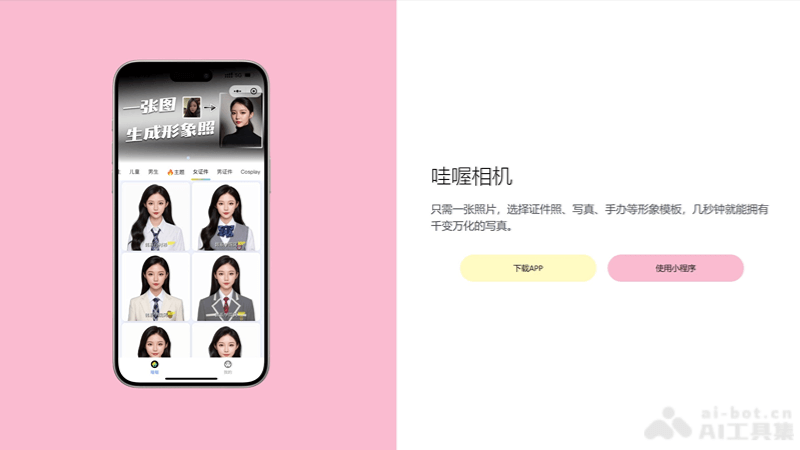 一张图
生成形象照
儿童 男生 🔥主题 女证件 男证件 Cosplay
哇喔相机
只需一张照片，选择证件照、写真、手办等形象模板，几秒钟就能拥有
千变万化的写真。
下载APP
使用小程序
ai-bot.cn
AI工具集